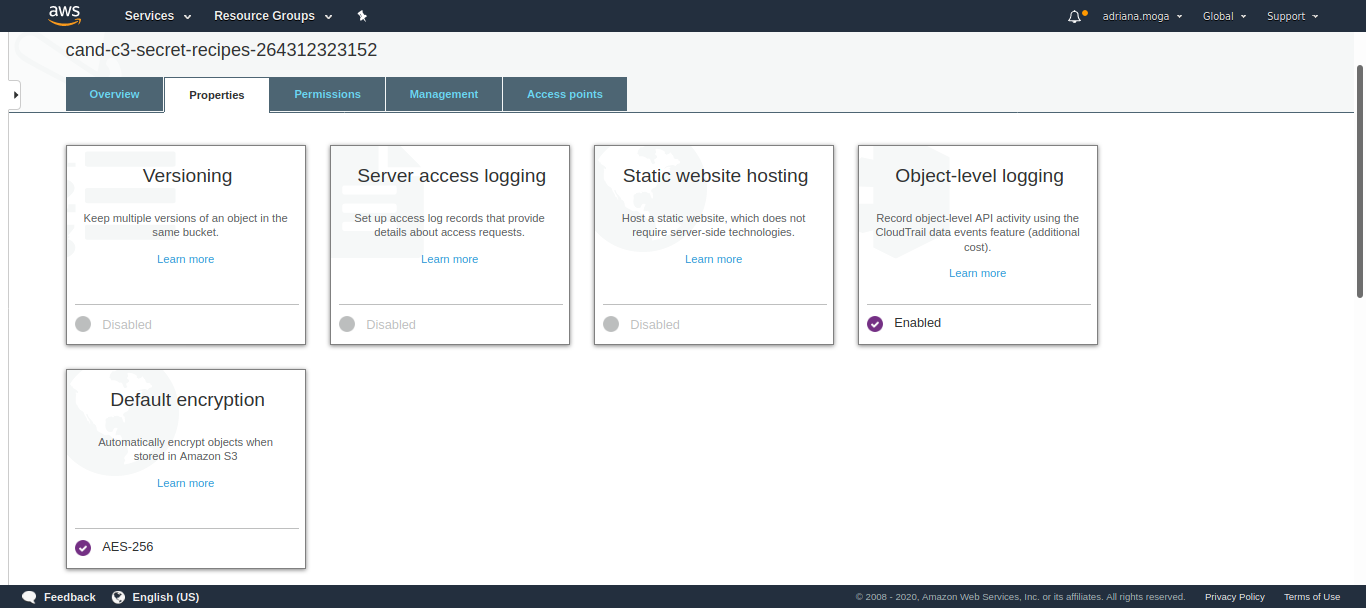 aws Services Resource Groups adriana.moga Global Support
cand-c3-secret-recipes-264312323152
Overview Properties Permissions Management Access points
Versioning
Keep multiple versions of an object in the
same bucket.
Learn more
Disabled
Server access logging
Set up access log records that provide
details about access requests.
Learn more
Disabled
Static website hosting
Host a static website, which does not
require server-side technologies.
Learn more
Disabled
Object-level logging
Record object-level API activity using the
CloudTrail data events feature (additional
cost).
Learn more
Enabled
Default encryption
Automatically encrypt objects when
stored in Amazon S3
Learn more
AES-256
Feedback English (US) © 2008 - 2020, Amazon Web Services, Inc. or its affiliates. All rights reserved. Privacy Policy Terms of Use